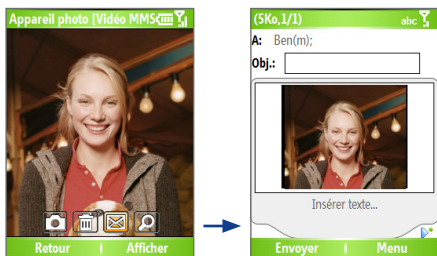 Appareil photo [Vidéo MMS
Retour Afficher
(5Ko,1/1) abc
A: Ben(m);
Obj.:
Insérer texte...
Envoyer Menu